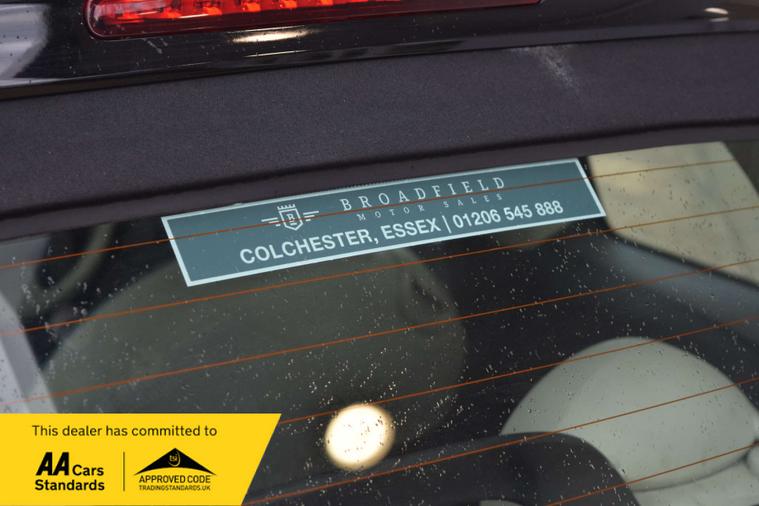 B
BROADFIELD
MOTOR SALES
COLCHESTER, ESSEX | 01206 545 888
This dealer has committed to
AA Cars
Standards
tsi
APPROVED CODE
TRADINGSTANDARDS.UK